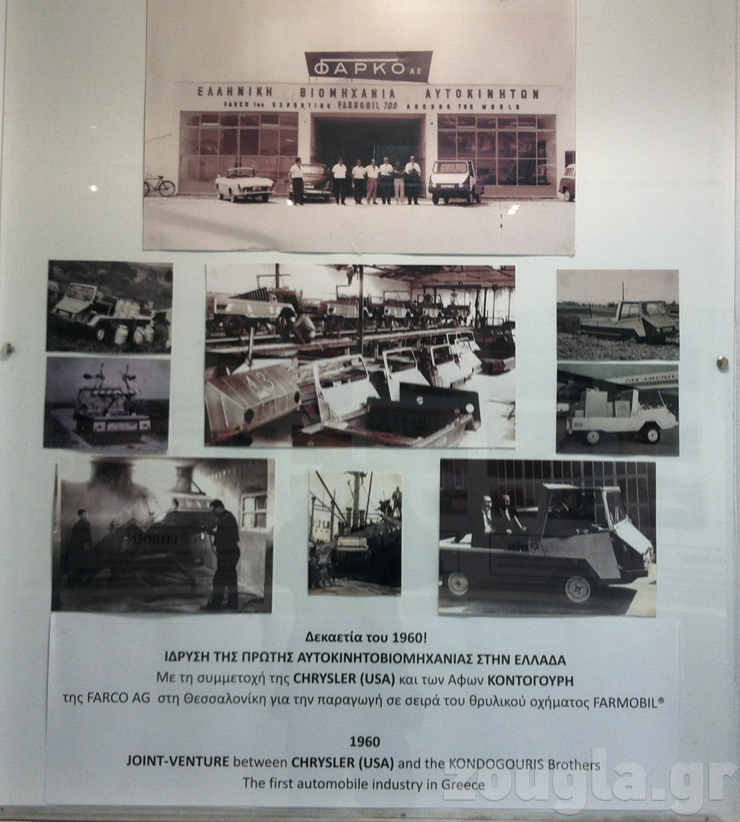 ΦΑΡΚΟ ΑΕ
ΕΛΛΗΝΙΚΗ ΒΙΟΜΗΧΑΝΙΑ ΑΥΤΟΚΙΝΗΤΩΝ
FARCO Inc EXPORTING FARMOBIL 700 AROUND THE WORLD
43
PAN AMERICAN
Δεκαετία του 1960!
ΙΔΡΥΣΗ ΤΗΣ ΠΡΩΤΗΣ ΑΥΤΟΚΙΝΗΤΟΒΙΟΜΗΧΑΝΙΑΣ ΣΤΗΝ ΕΛΛΑΔΑ
Με τη συμμετοχή της CHRYSLER (USA) και των Αφων ΚΟΝΤΟΓΟΥΡΗ
της FARCO AG στη Θεσσαλονίκη για την παραγωγή σε σειρά του θρυλικού οχήματος FARMOBIL®
1960
JOINT-VENTURE between CHRYSLER (USA) and the KONDOGOURIS Brothers
The first automobile industry in Greece
zougla.gr